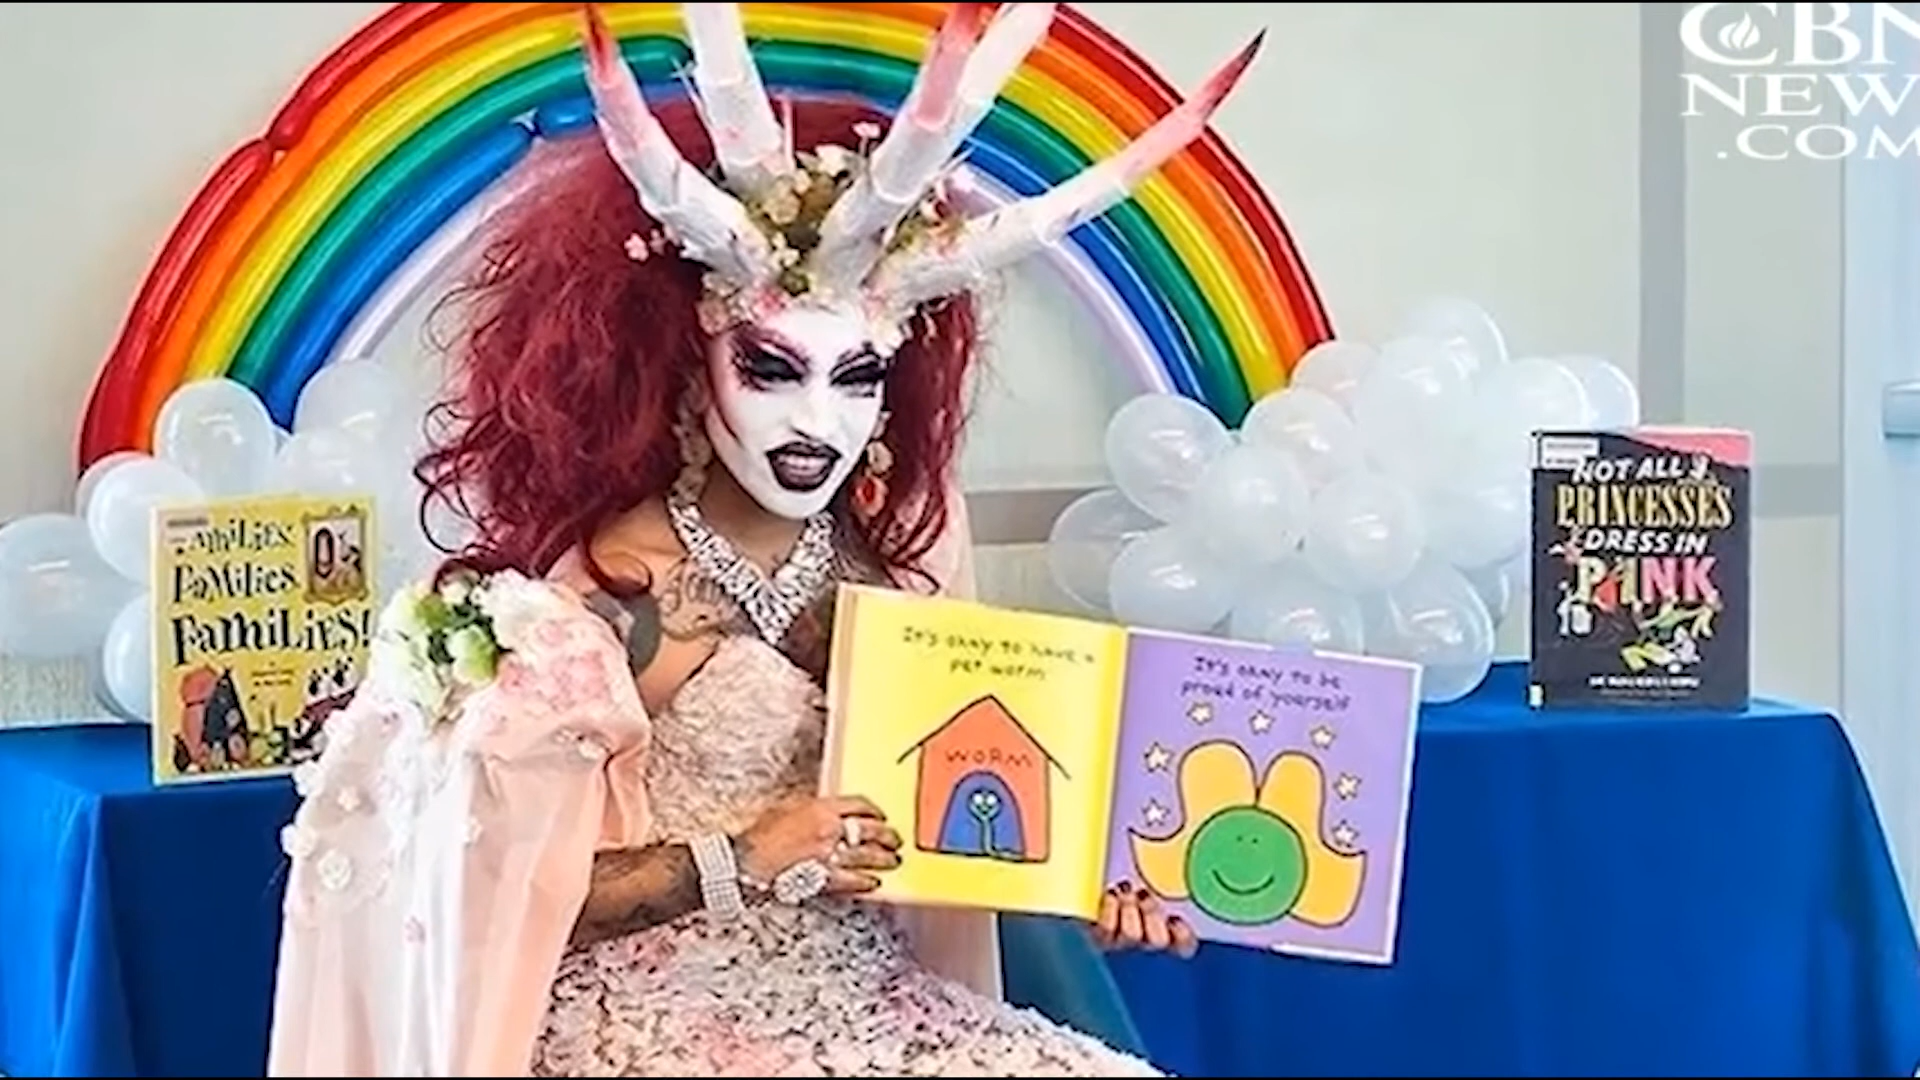 CBN
NEWS
.COM
FAMILIES,
FAMILIES,
FAMILIES!
It's okay to have a
pet worm
WORM
It's okay to be
proud of yourself
NOT ALL
PRINCESSES
DRESS IN
PINK